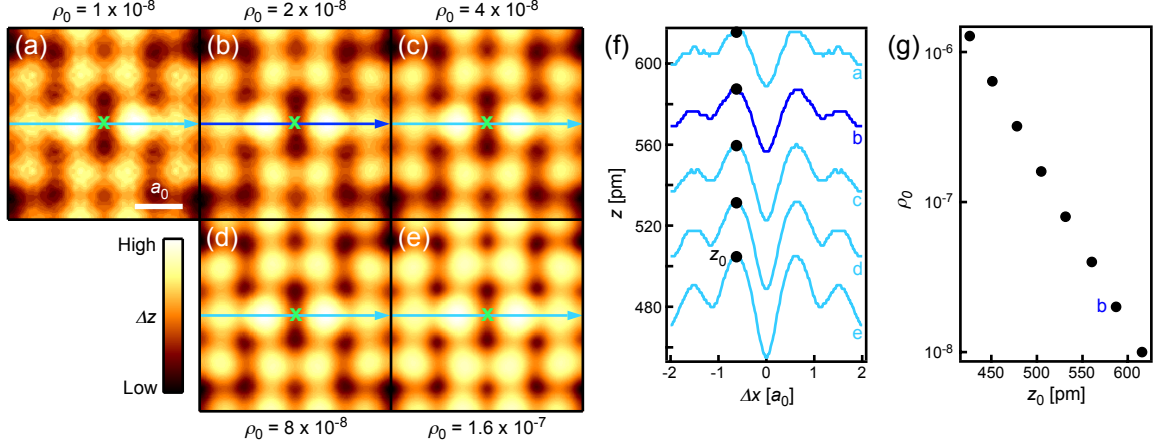 ρ0 = 1 x 10-8
ρ0 = 2 x 10-8
ρ0 = 4 x 10-8
(a)
(b)
(c)
x
x
x
a0
(d)
(e)
x
x
High
Δz
Low
ρ0 = 8 x 10-8
ρ0 = 1.6 x 10-7
(f)
600
560
520
480
z [pm]
a
b
c
d
e
z0
-2
-1
0
1
2
Δx [a0]
(g)
10-6
10-7
10-8
ρ0
b
450
500
550
600
z0 [pm]